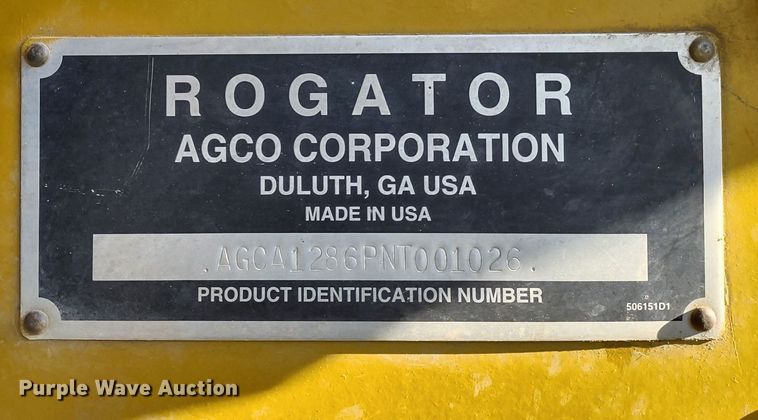 ROGATOR
AGCO CORPORATION
DULUTH, GA USA
MADE IN USA
.AGCA1286PNT001026.
PRODUCT IDENTIFICATION NUMBER
506151D1
Purple Wave Auction